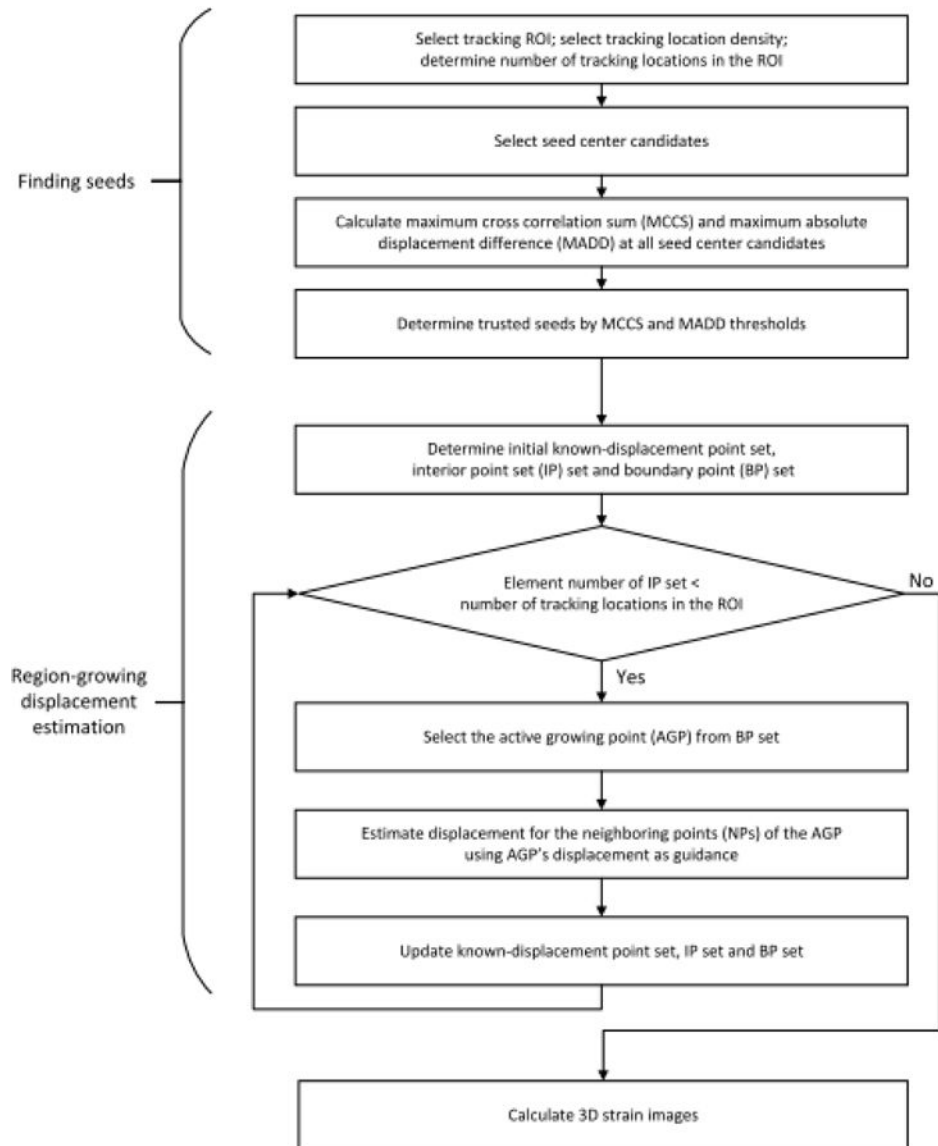 Select tracking ROI; select tracking location density;
determine number of tracking locations in the ROI
Select seed center candidates
Finding seeds
Calculate maximum cross correlation sum (MCCS) and maximum absolute
displacement difference (MADD) at all seed center candidates
Determine trusted seeds by MCCS and MADD thresholds
Determine initial known-displacement point set,
interior point set (IP) set and boundary point (BP) set
Element number of IP set <
number of tracking locations in the ROI
No
Yes
Region-growing
displacement
estimation
Select the active growing point (AGP) from BP set
Estimate displacement for the neighboring points (NPs) of the AGP
using AGP's displacement as guidance
Update known-displacement point set, IP set and BP set
Calculate 3D strain images